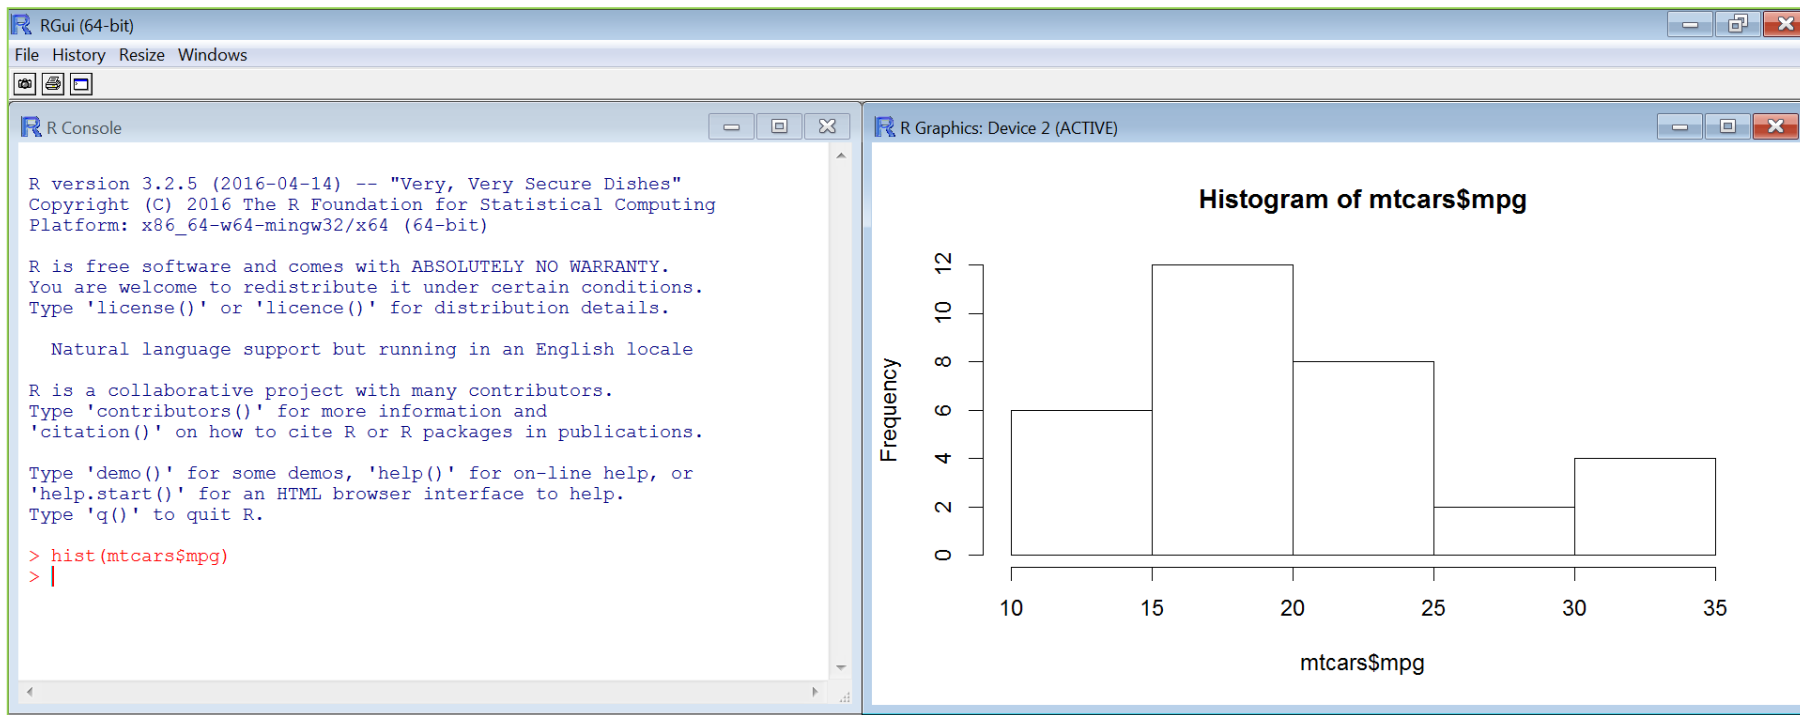 RGui (64-bit)
File History Resize Windows
R Console
R version 3.2.5 (2016-04-14) -- "Very, Very Secure Dishes"
Copyright (C) 2016 The R Foundation for Statistical Computing
Platform: x86_64-w64-mingw32/x64 (64-bit)
R is free software and comes with ABSOLUTELY NO WARRANTY.
You are welcome to redistribute it under certain conditions.
Type 'license()' or 'licence()' for distribution details.
Natural language support but running in an English locale
R is a collaborative project with many contributors.
Type 'contributors()' for more information and
'citation()' on how to cite R or R packages in publications.
Type 'demo()' for some demos, 'help()' for on-line help, or
'help.start()' for an HTML browser interface to help.
Type 'q()' to quit R.
> hist(mtcars$mpg)
>
R Graphics: Device 2 (ACTIVE)
Histogram of mtcars$mpg
Frequency
12
10
8
6
4
2
0
10 15 20 25 30 35
mtcars$mpg